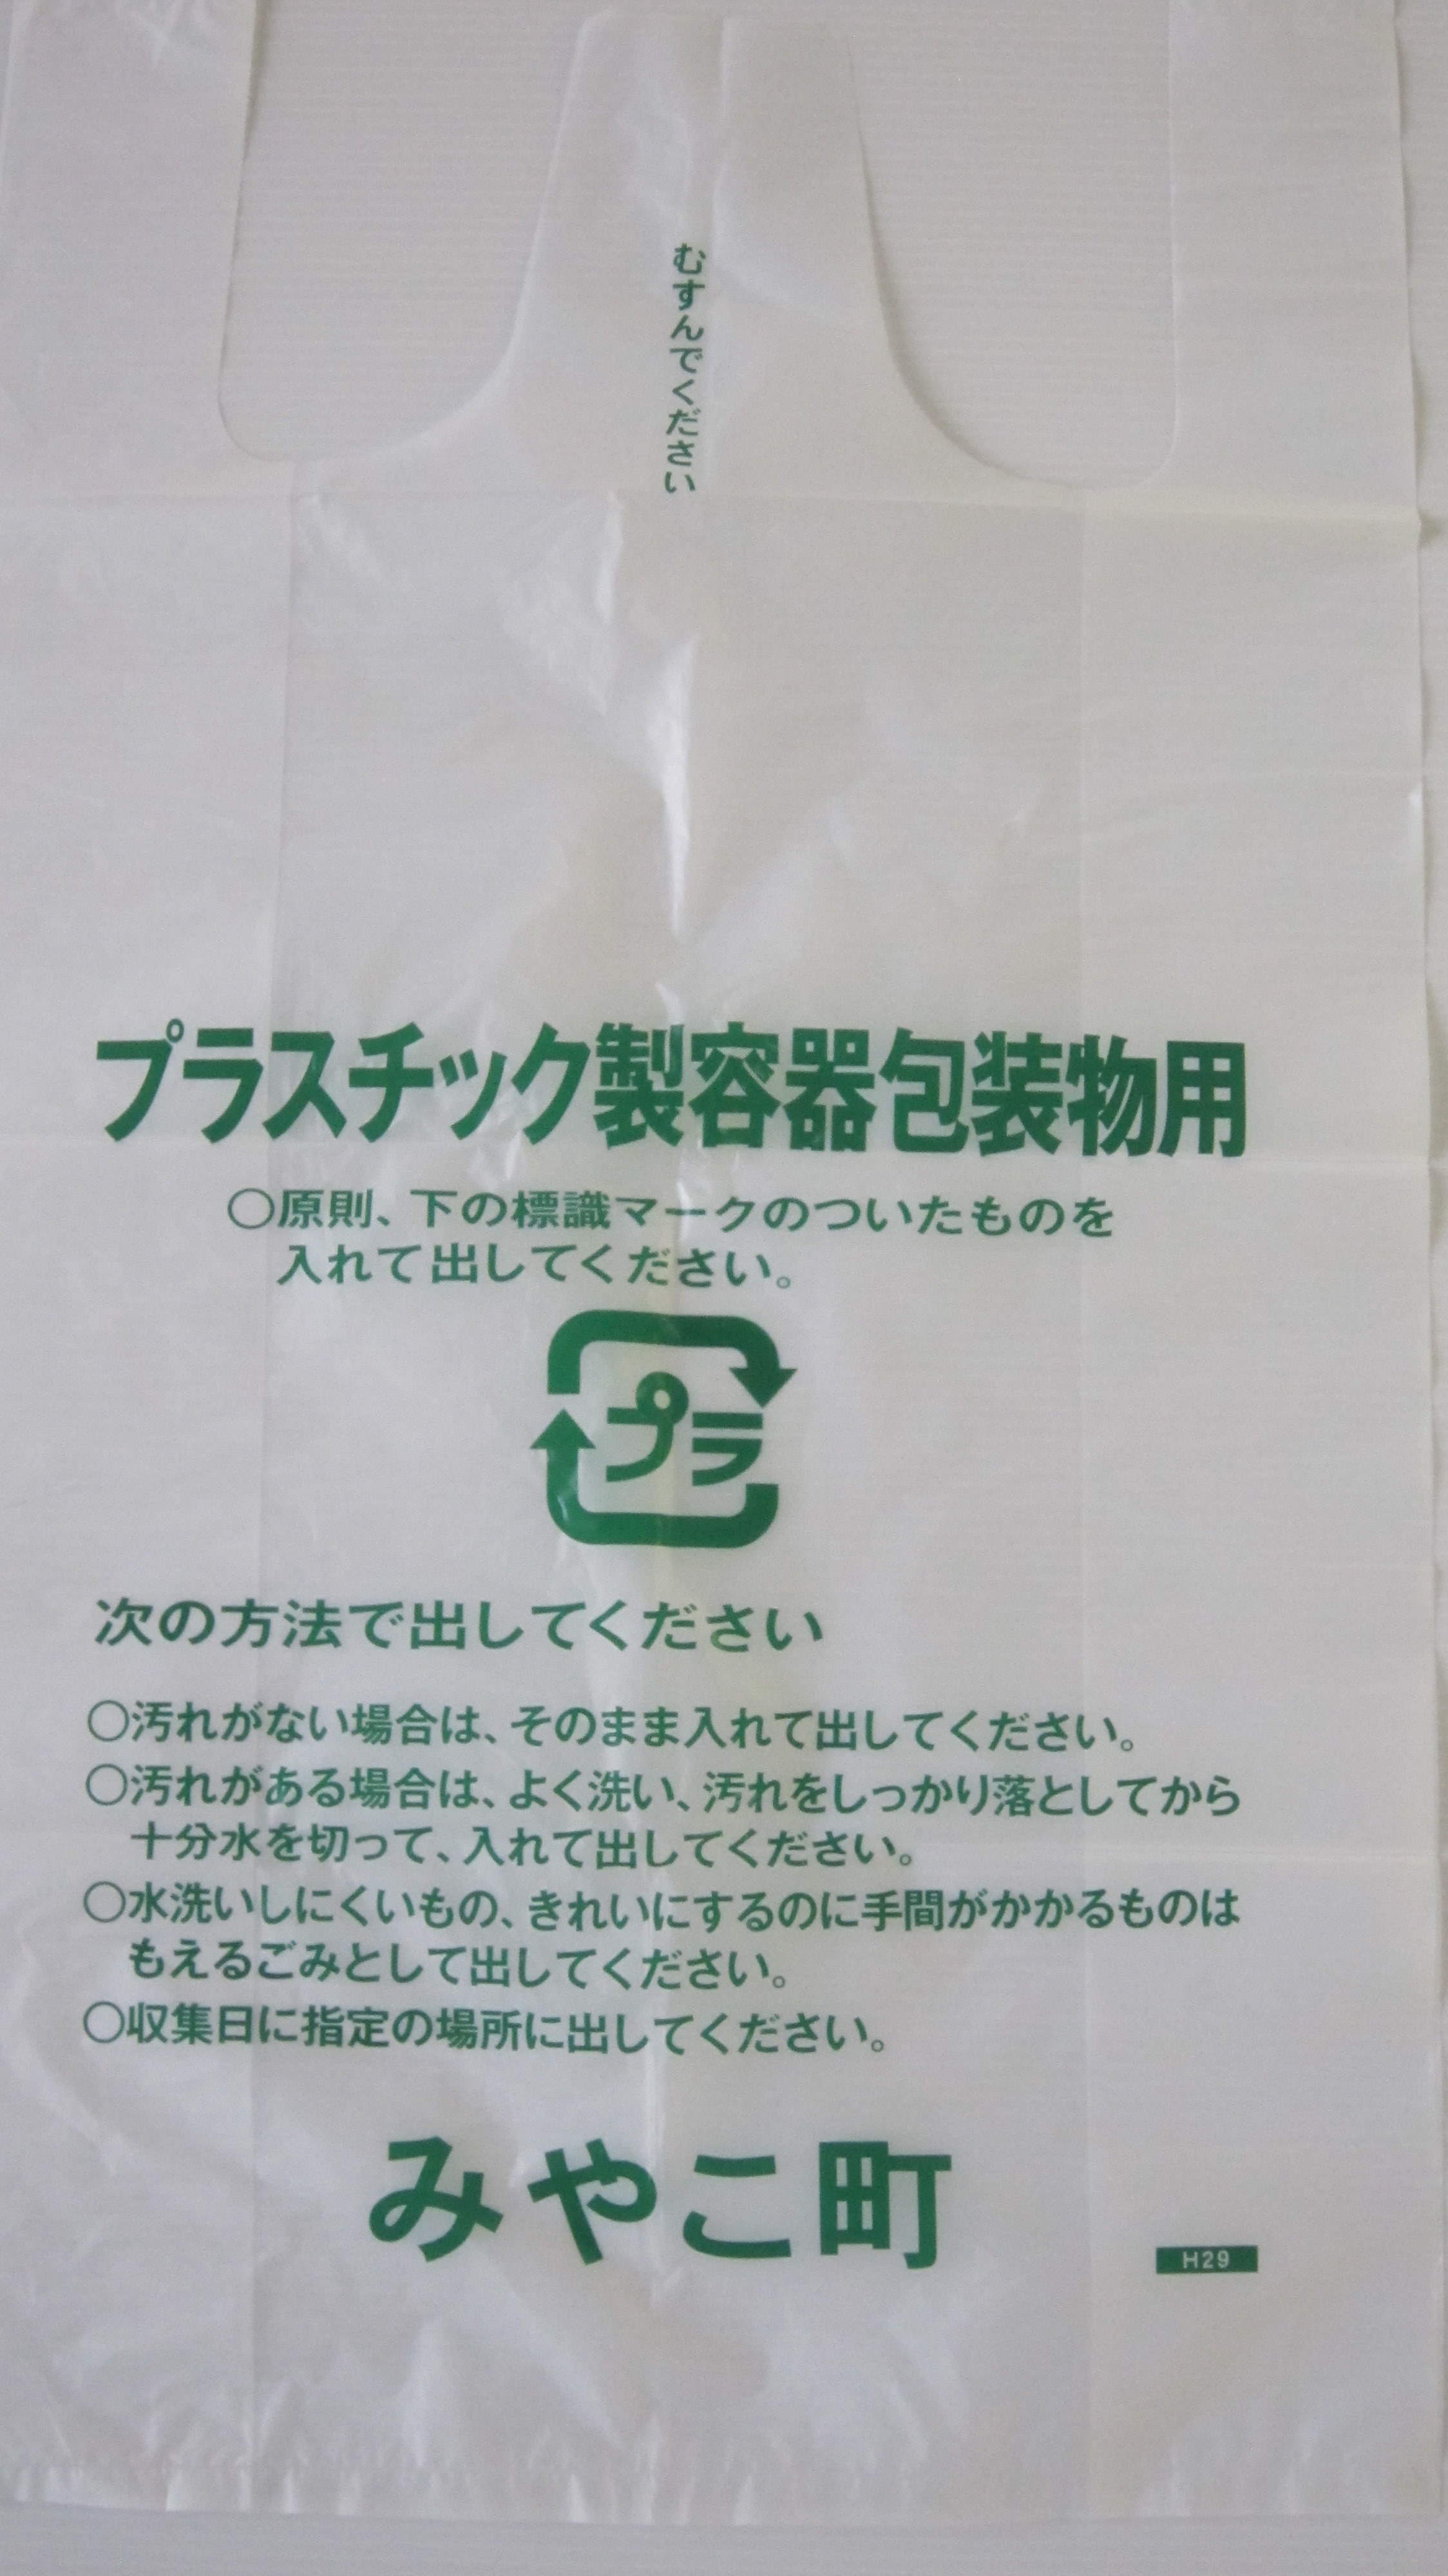 むすんでください
プラスチック製容器包装物用
○原則、下の標識マークのついたものを
入れて出してください。
プラ
次の方法で出してください
○汚れがない場合は、そのまま入れて出してください。
○汚れがある場合は、よく洗い、汚れをしっかり落としてから
十分水を切って、入れて出してください。
○水洗いしにくいもの、きれいにするのに手間がかかるものは
もえるごみとして出してください。
○収集日に指定の場所に出してください。
みやこ町
H29